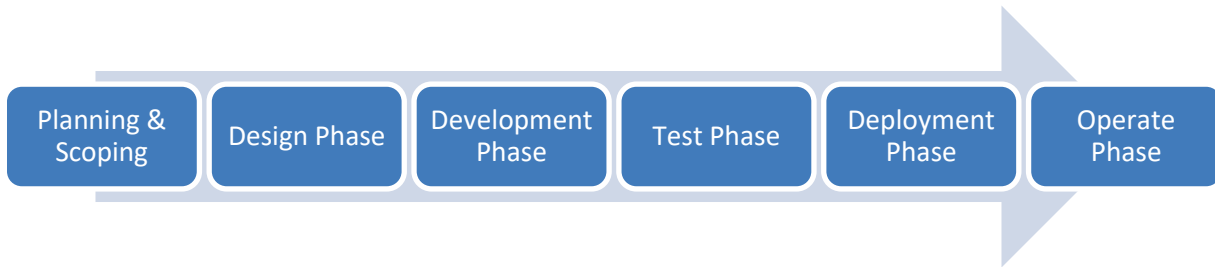 Planning &
Scoping
Design Phase
Development
Phase
Test Phase
Deployment
Phase
Operate
Phase